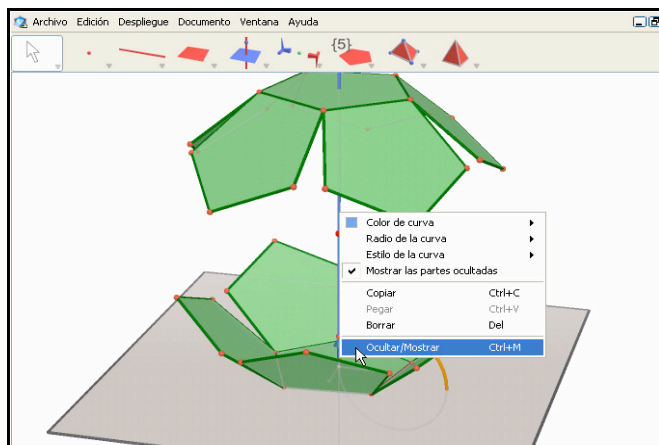 Archivo Edición Despliegue Documento Ventana Ayuda
{5}
Color de curva
Radio de la curva
Estilo de la curva
Mostrar las partes ocultadas
Copiar Ctrl+C
Pegar Ctrl+V
Borrar Del
Ocultar/Mostrar Ctrl+M